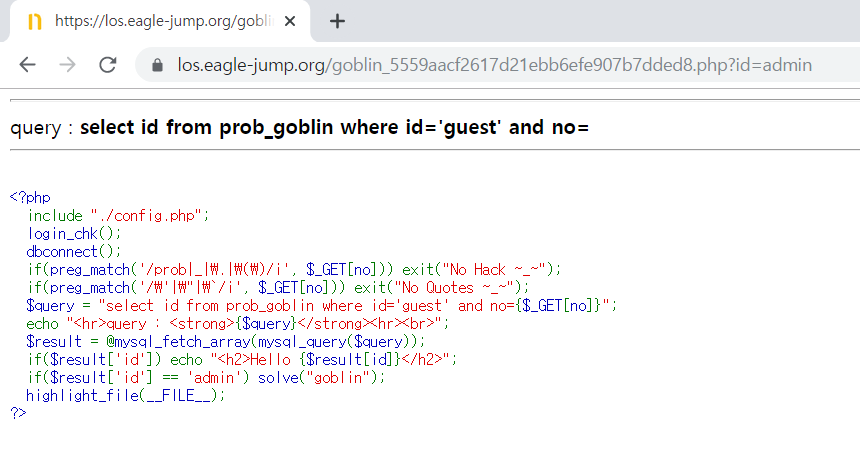 https://los.eagle-jump.org/gobli
los.eagle-jump.org/goblin_5559aacf2617d21ebb6efe907b7dded8.php?id=admin
query : select id from prob_goblin where id='guest' and no=
<?php
include "./config.php";
login_chk();
dbconnect();
if(preg_match('/prob|_|₩.|₩(₩)/i', $_GET[no])) exit("No Hack ~_~");
if(preg_match('/₩'|₩"|₩`/i', $_GET[no])) exit("No Quotes ~_~");
$query = "select id from prob_goblin where id='guest' and no={$_GET[no]}";
echo "<hr>query : <strong>{$query}</strong><hr><br>";
$result = @mysql_fetch_array(mysql_query($query));
if($result['id']) echo "<h2>Hello {$result[id]}</h2>";
if($result['id'] == 'admin') solve("goblin");
highlight_file(__FILE__);
?>